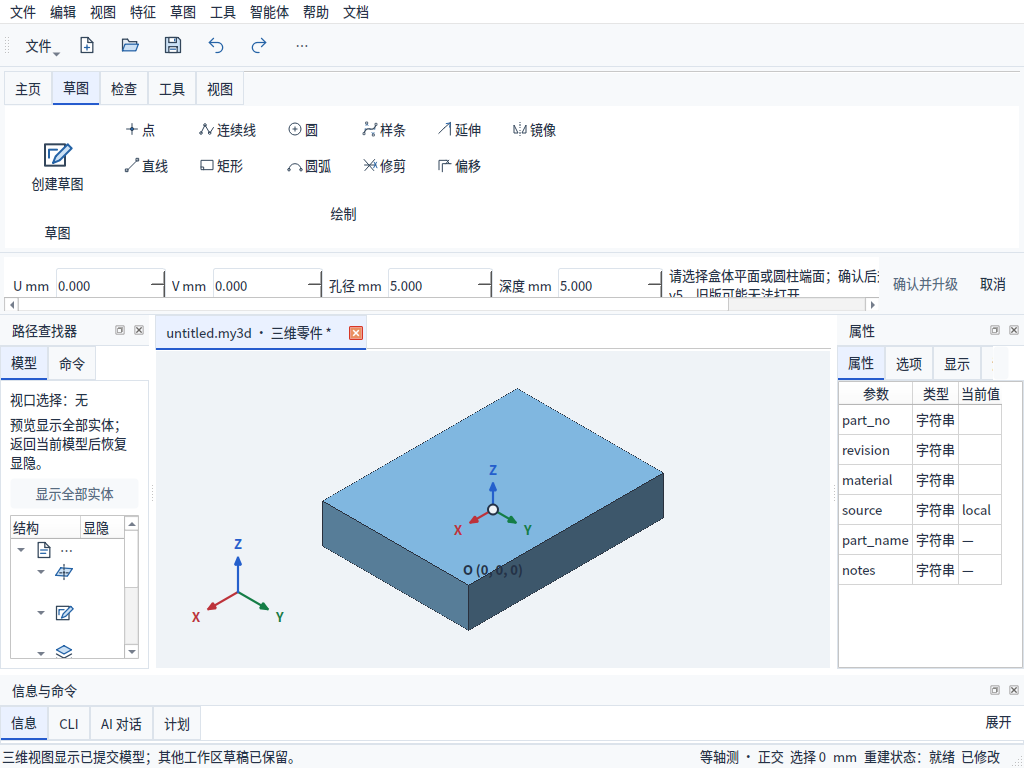 文件 编辑 视图 特征 草图 工具 智能体 帮助 文档
文件 ...
主页 草图 检查 工具 视图
点 连续线 圆 样条 延伸 镜像
创建草图 直线 矩形 圆弧 修剪 偏移
绘制
草图
U mm 0.000 V mm 0.000 孔径 mm 5.000 深度 mm 5.000 请选择盒体平面或圆柱端面；确认后 确认并升级 取消
v5，旧版可能无法打开
路径查找器 untitled.my3d · 三维零件 * 属性
模型 命令 属性 选项 显示
视口选择：无
预览显示全部实体；
返回当前模型后恢复
显隐。
显示全部实体
结构 显隐
...
参数 类型 当前值
part_no 字符串
revision 字符串
material 字符串
source 字符串 local
part_name 字符串 —
notes 字符串 —
Z
X Y
O (0, 0, 0)
Z
X Y
信息与命令
信息 CLI AI 对话 计划 展开
三维视图显示已提交模型；其他工作区草稿已保留。 等轴测 · 正交 选择 0 mm 重建状态：就绪 已修改